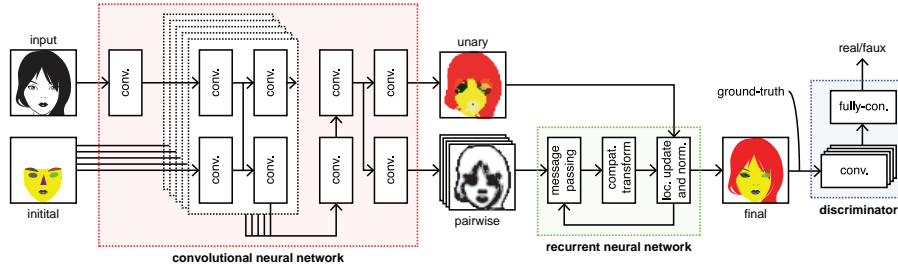 input
initital
conv.
conv.
conv.
conv.
conv.
conv.
conv.
conv.
conv.
convolutional neural network
unary
pairwise
message
passing
compat.
transform
loc. update
and norm.
recurrent neural network
final
ground-truth
real/faux
fully-con.
conv.
discriminator